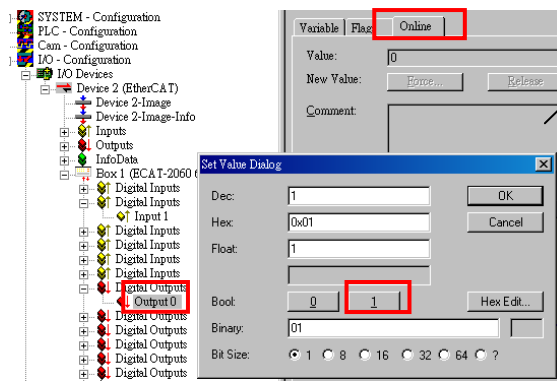 SYSTEM - Configuration
PLC - Configuration
Cam - Configuration
I/O - Configuration
I/O Devices
Device 2 (EtherCAT)
Device 2-Image
Device 2-Image-Info
Inputs
Outputs
InfoData
Box 1 (ECAT-2060
Digital Inputs
Digital Inputs
Input 1
Digital Inputs
Digital Inputs
Digital Inputs
Digital Inputs
Digital Outputs
Output 0
Digital Outputs
Digital Outputs
Digital Outputs
Digital Outputs
Variable Flags Online
Value: 0
New Value: Force... Release
Comment:
Set Value Dialog
Dec: 1 OK
Hex: 0x01 Cancel
Float: 1
Bool: 0 1 Hex Edit...
Binary: 01
Bit Size: 1 8 16 32 64 ?